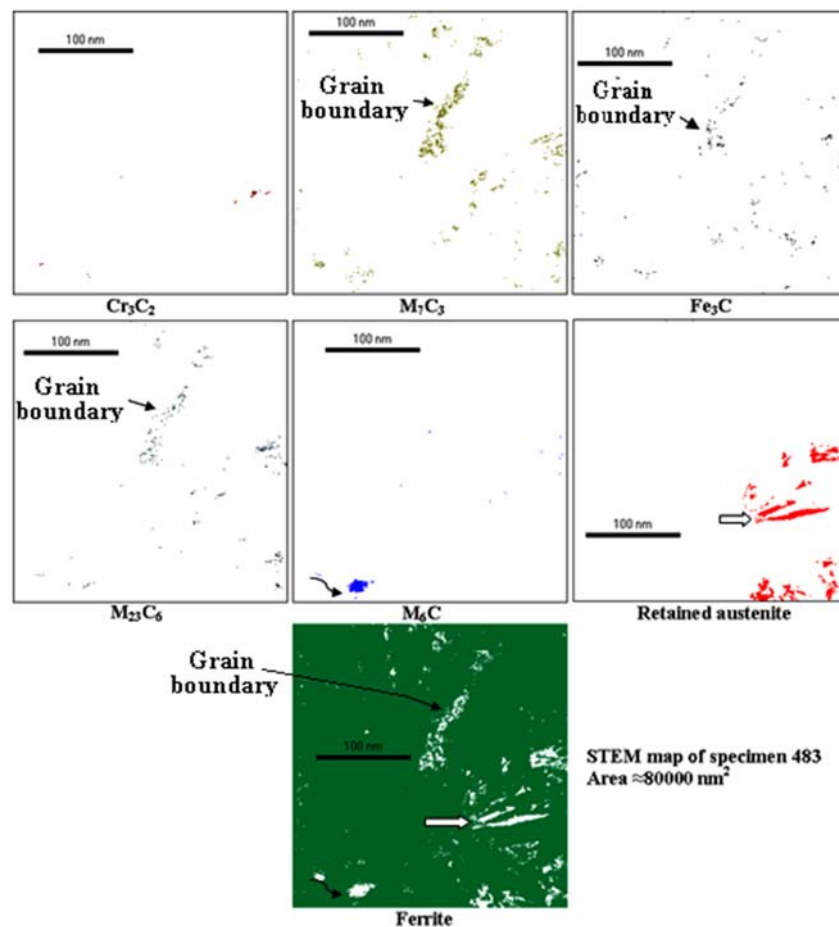 100 nm
Grain
boundary
Cr₃C₂
100 nm
Grain
boundary
M₇C₃
100 nm
Grain
boundary
Fe₃C
100 nm
Grain
boundary
M₂₃C₆
100 nm
M₆C
100 nm
Retained austenite
Grain
boundary
100 nm
Ferrite
STEM map of specimen 483
Area ≈80000 nm²